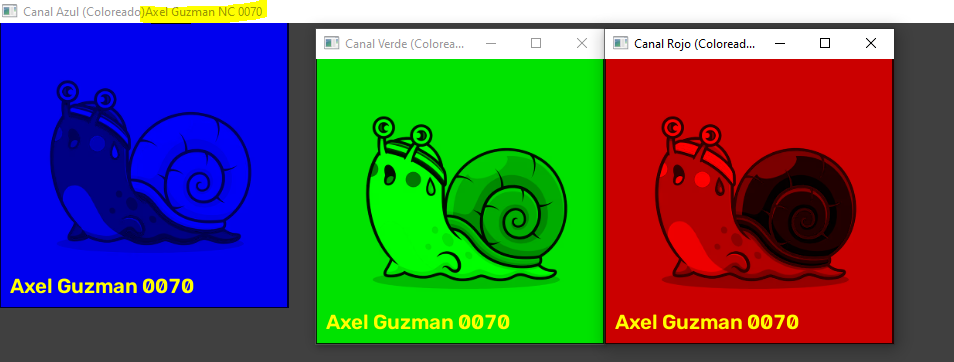 Canal Azul (Coloreado)Axel Guzman NC 0070
Canal Verde (Colorea...
Canal Rojo (Coloread...
Axel Guzman 0070
Axel Guzman 0070
Axel Guzman 0070